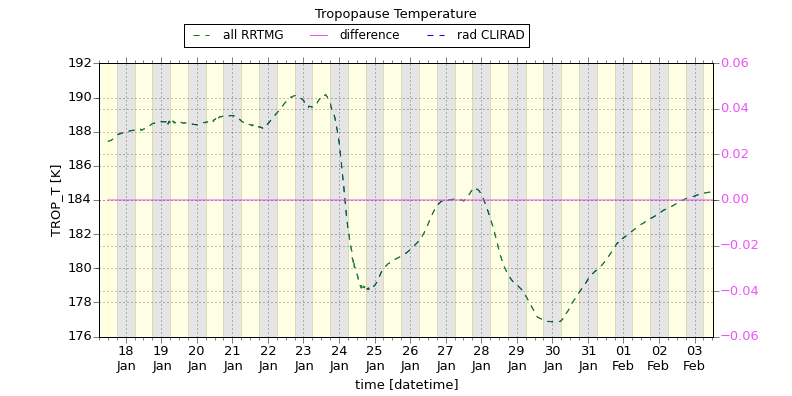 Tropopause Temperature
all RRTMG difference rad CLIRAD
192 0.06
190 0.04
188 0.02
186
184 0.00
182 −0.02
180
178 −0.04
176 −0.06
TROP_T [K]
18 19 20 21 22 23 24 25 26 27 28 29 30 31 01 02 03
Jan Jan Jan Jan Jan Jan Jan Jan Jan Jan Jan Jan Jan Jan Feb Feb Feb
time [datetime]